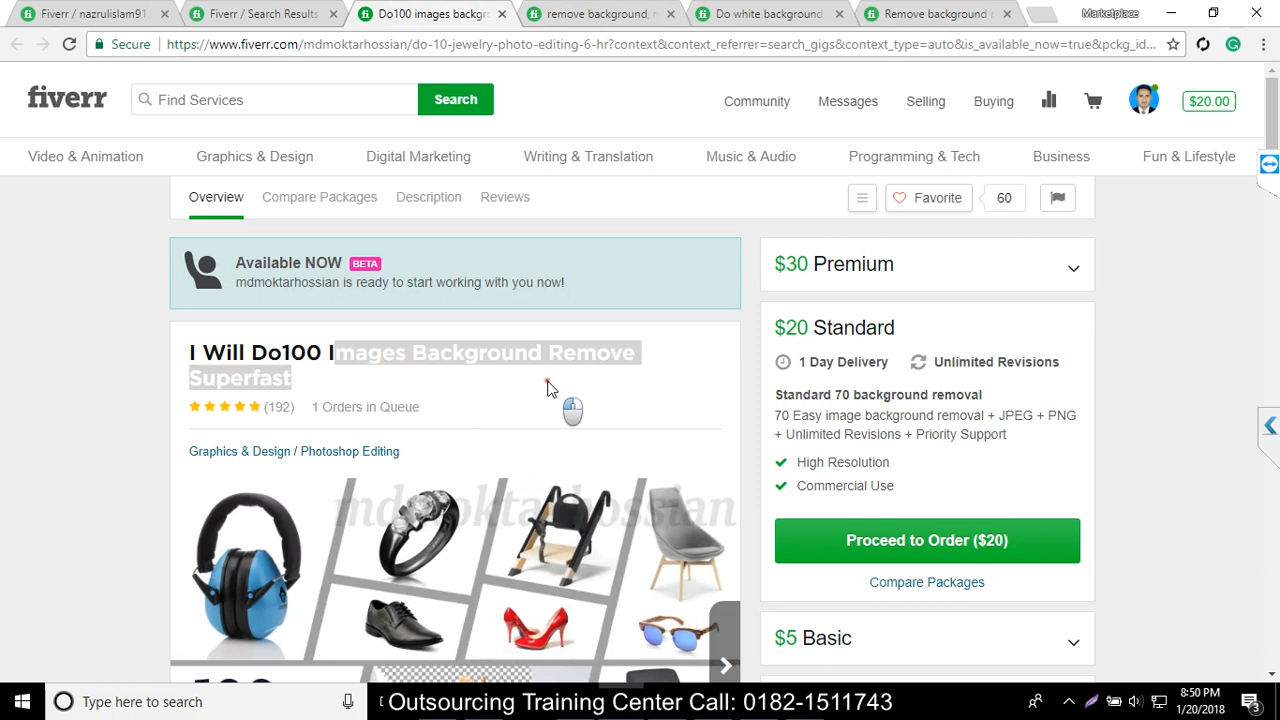 Fiverr / nazrulislam91
Fiverr / Search Results
Do100 images backgr
remove background,
Do white background
Remove background
Marketplace
Secure
https://www.fiverr.com/mdmoktarhossian/do-10-jewelry-photo-editing-6-hr?context&context_referrer=search_gigs&context_type=auto&is_available_now=true&pckg_id...
fiverr
Find Services
Search
Community
Messages
Selling
Buying
$20.00
Video & Animation
Graphics & Design
Digital Marketing
Writing & Translation
Music & Audio
Programming & Tech
Business
Fun & Lifestyle
Overview
Compare Packages
Description
Reviews
Favorite
60
Available NOW BETA
mdmoktarhossian is ready to start working with you now!
I Will Do100 Images Background Remove
Superfast
(192)
1 Orders in Queue
Graphics & Design / Photoshop Editing
mdmoktarhossian
$30 Premium
$20 Standard
1 Day Delivery
Unlimited Revisions
Standard 70 background removal
70 Easy image background removal + JPEG + PNG
+ Unlimited Revisions + Priority Support
High Resolution
Commercial Use
Proceed to Order ($20)
Compare Packages
$5 Basic
Type here to search
Outsourcing Training Center Call: 0182-1511743
8:50 PM
1/20/2018
3